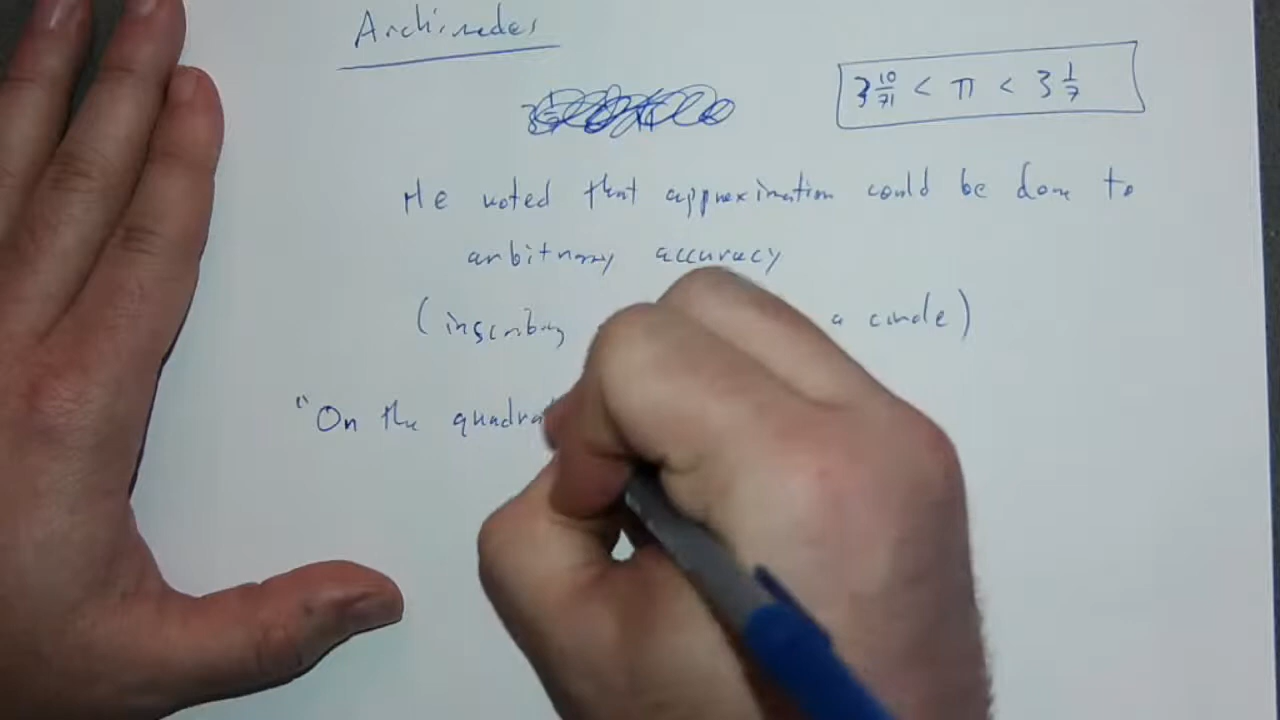 Archimedes
3 10/71 < π < 3 1/7
He noted that approximation could be done to
arbitrary accuracy
(inscribing a circle)
"On the